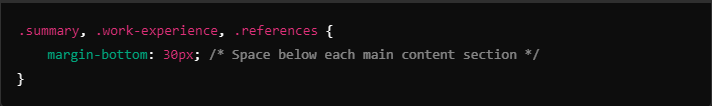 .summary, .work-experience, .references {
    margin-bottom: 30px; /* Space below each main content section */
}